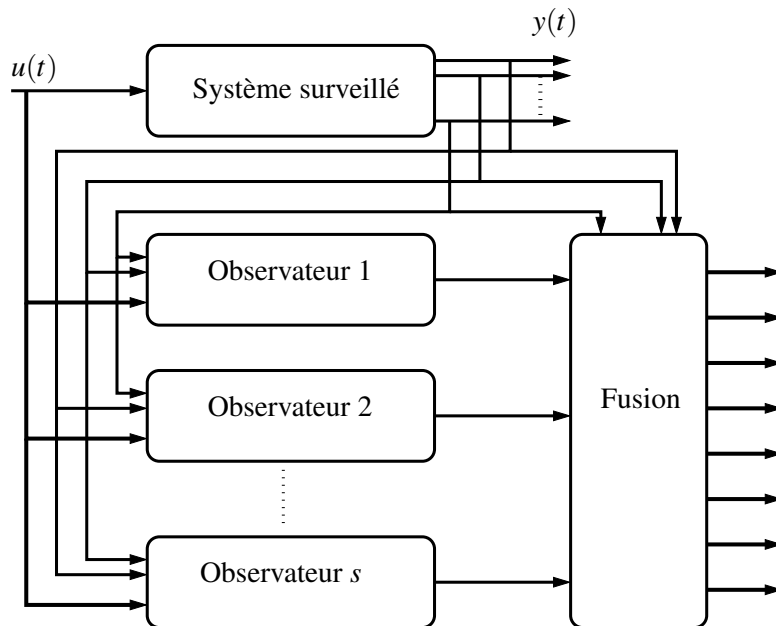 y(t)
u(t)
Système surveillé
Observateur 1
Observateur 2
Fusion
Observateur s